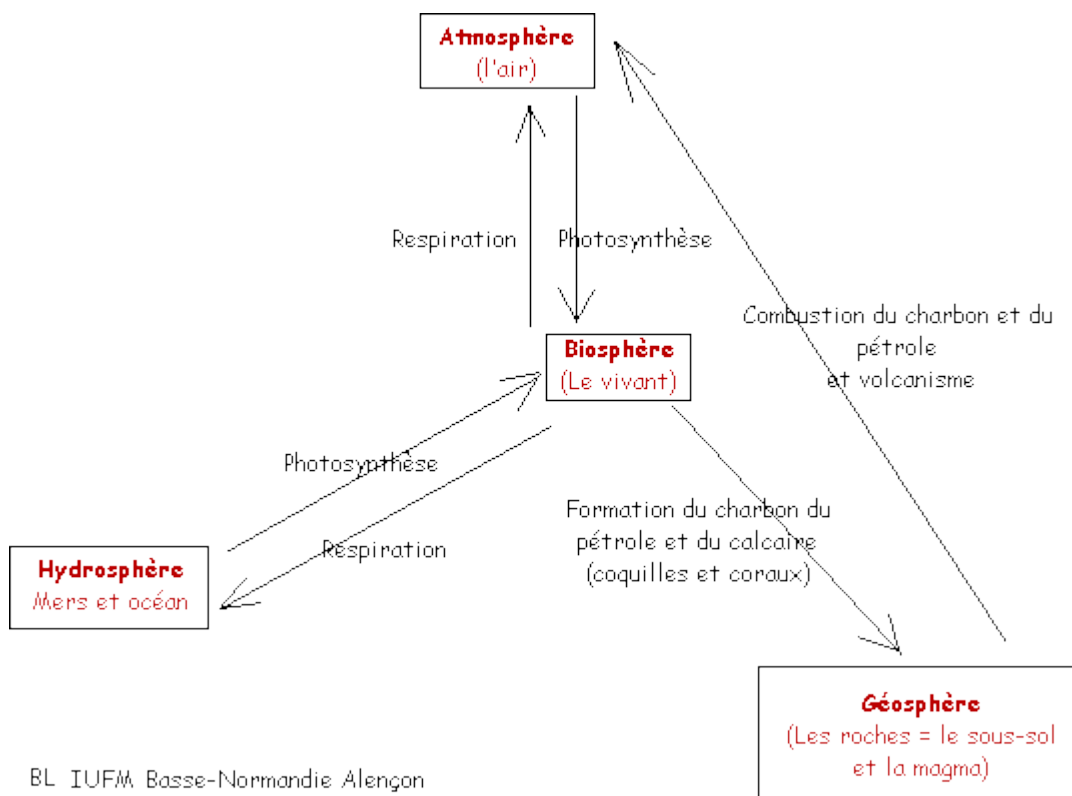 Atmosphère
(l'air)
Respiration
Photosynthèse
Combustion du charbon et du
pétrole
et volcanisme
Biosphère
(Le vivant)
Photosynthèse
Respiration
Formation du charbon du
pétrole et du calcaire
(coquilles et coraux)
Hydrosphère
Mers et océan
Géosphère
(Les roches = le sous-sol
et la magma)
BL IUFM Basse-Normandie Alençon